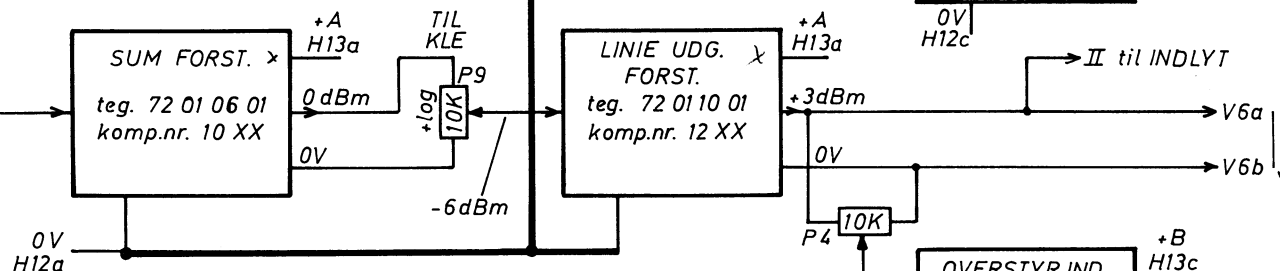 +A
H13a
TIL
KLE
SUM FORST. x
teg. 72 01 06 01
komp.nr. 10 XX
0 dBm
0V
P9
+log
10K
-6dBm
0V
H12a
LINIE UDG. x
FORST.
teg. 72 01 10 01
komp.nr. 12 XX
+A
H13a
+3dBm
0V
P4
10K
0V
H12c
II til INDLYT
V6a
V6b
OVERSTYR.IND.
+B
H13c